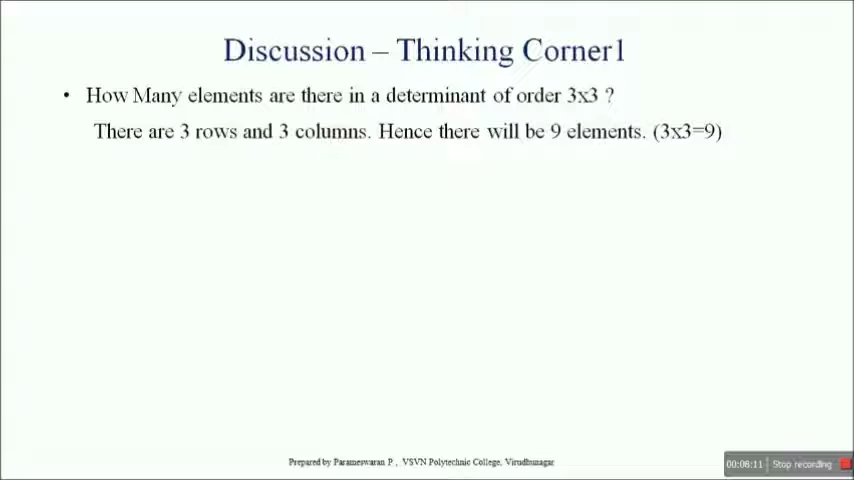 Discussion – Thinking Corner1
• How Many elements are there in a determinant of order 3x3 ?
There are 3 rows and 3 columns. Hence there will be 9 elements. (3x3=9)
Prepared by Parameswaran P , VSVN Polytechnic College, Virudhunagar
00:08:11 Stop recording